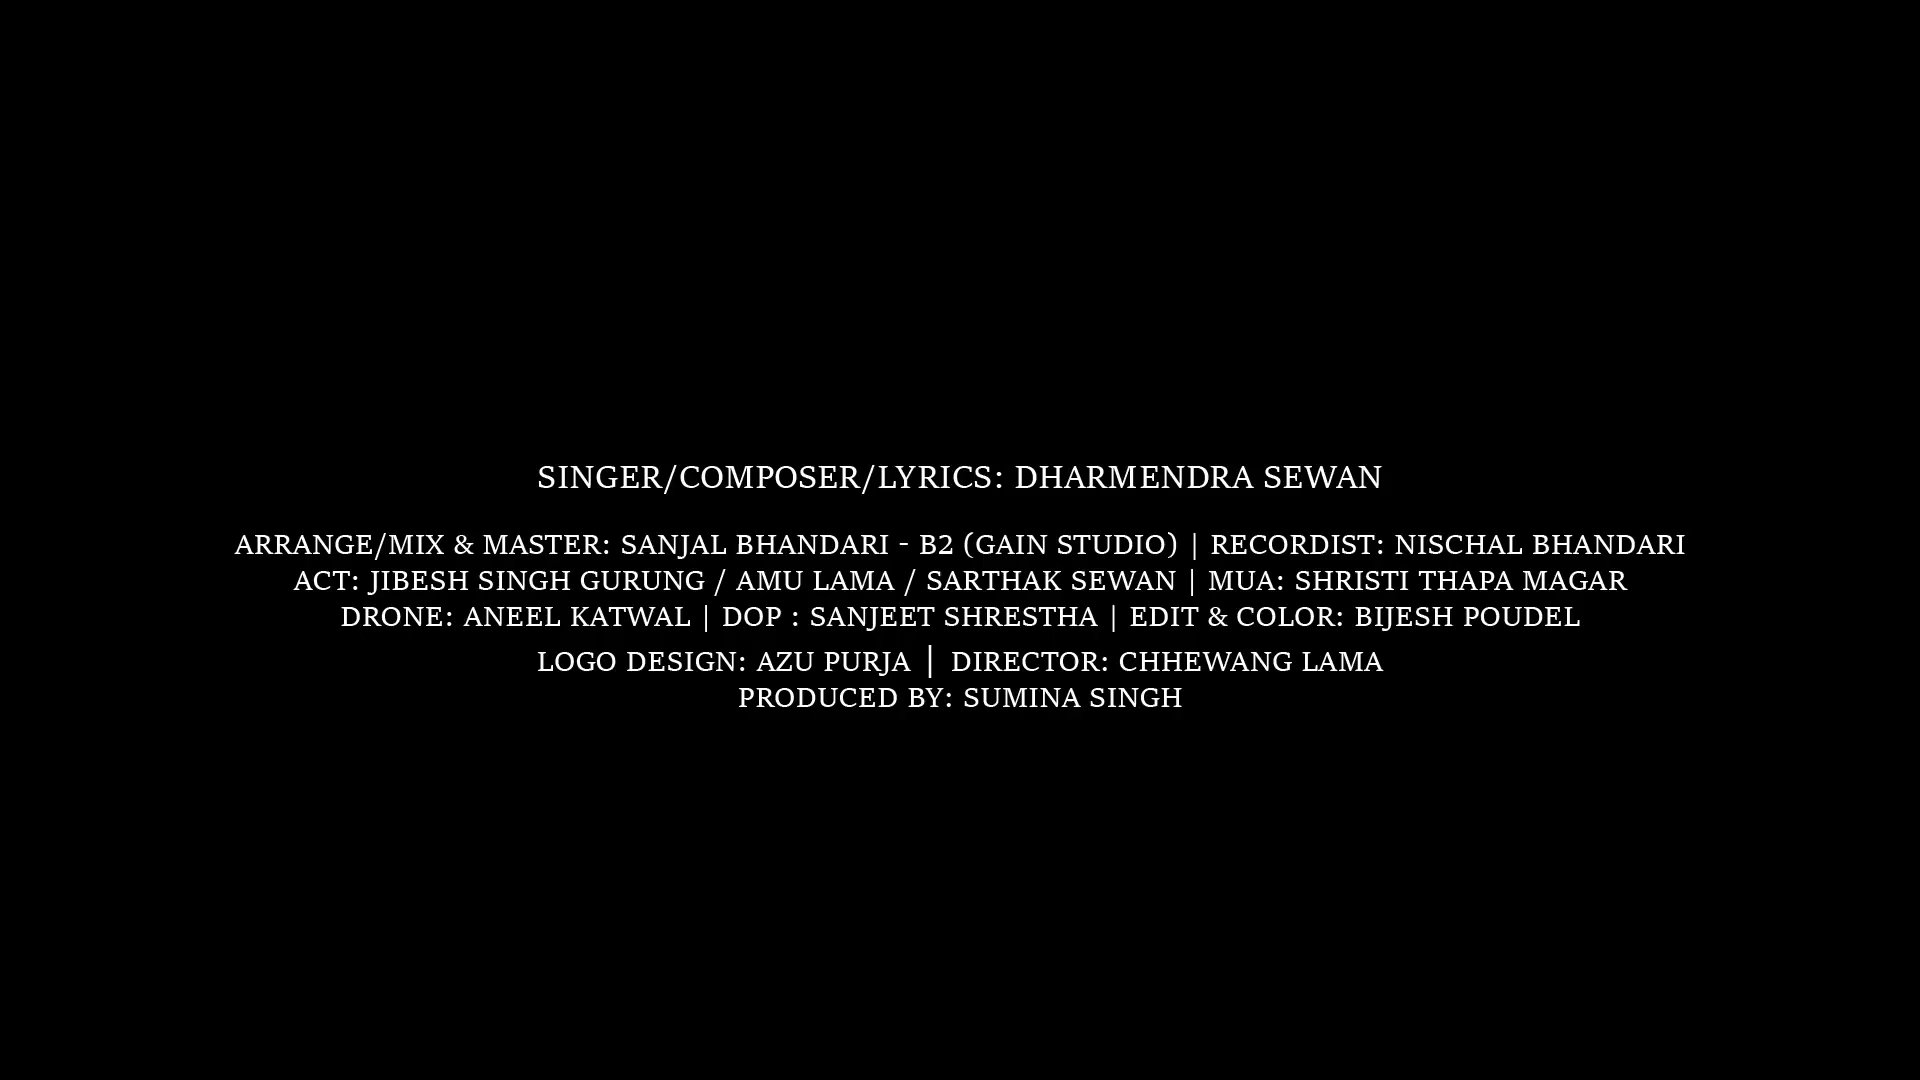 SINGER/COMPOSER/LYRICS: DHARMENDRA SEWAN
ARRANGE/MIX & MASTER: SANJAL BHANDARI - B2 (GAIN STUDIO) | RECORDIST: NISCHAL BHANDARI
ACT: JIBESH SINGH GURUNG / AMU LAMA / SARTHAK SEWAN | MUA: SHRISTI THAPA MAGAR
DRONE: ANEEL KATWAL | DOP : SANJEET SHRESTHA | EDIT & COLOR: BIJESH POUDEL
LOGO DESIGN: AZU PURJA | DIRECTOR: CHHEWANG LAMA
PRODUCED BY: SUMINA SINGH